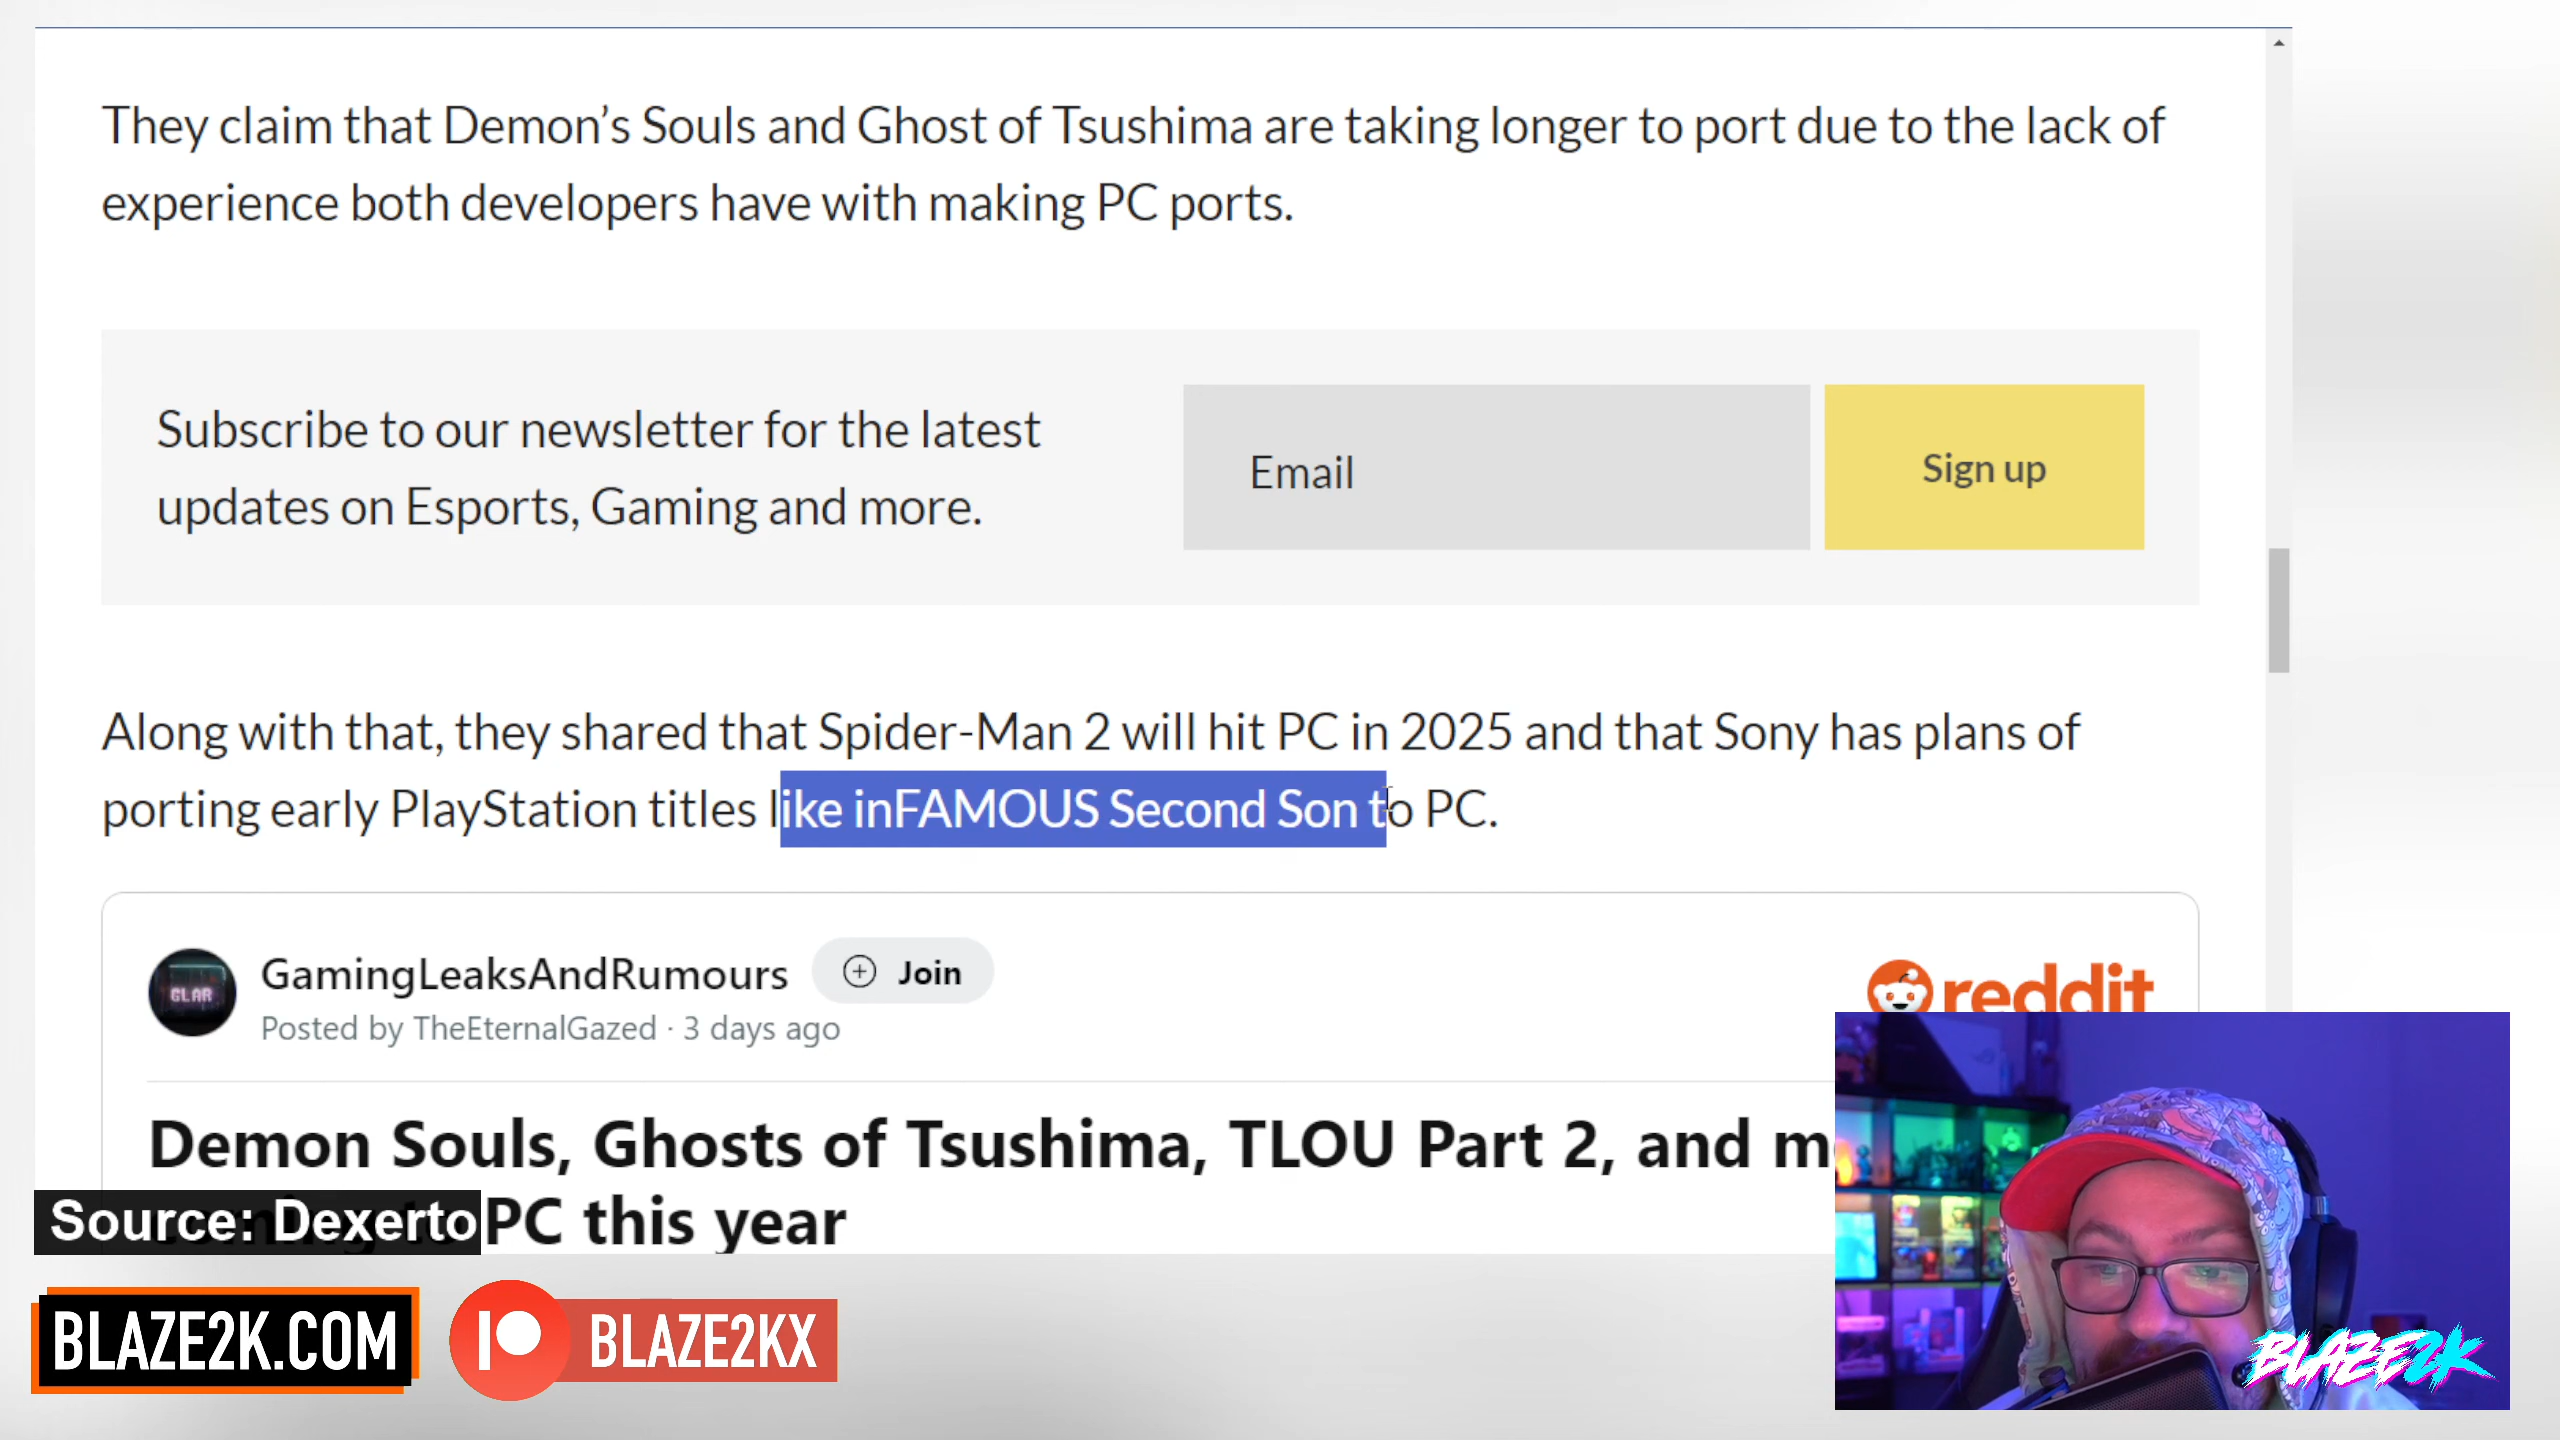 They claim that Demon's Souls and Ghost of Tsushima are taking longer to port due to the lack of
experience both developers have with making PC ports.
Subscribe to our newsletter for the latest
updates on Esports, Gaming and more.
Email
Sign up
Along with that, they shared that Spider-Man 2 will hit PC in 2025 and that Sony has plans of
porting early PlayStation titles like inFAMOUS Second Son to PC.
GLAR
GamingLeaksAndRumours
Join
reddit
Posted by TheEternalGazed · 3 days ago
Demon Souls, Ghosts of Tsushima, TLOU Part 2, and
PC this year
Source: Dexerto
BLAZE2K.COM
BLAZE2KX
BLAZE2K